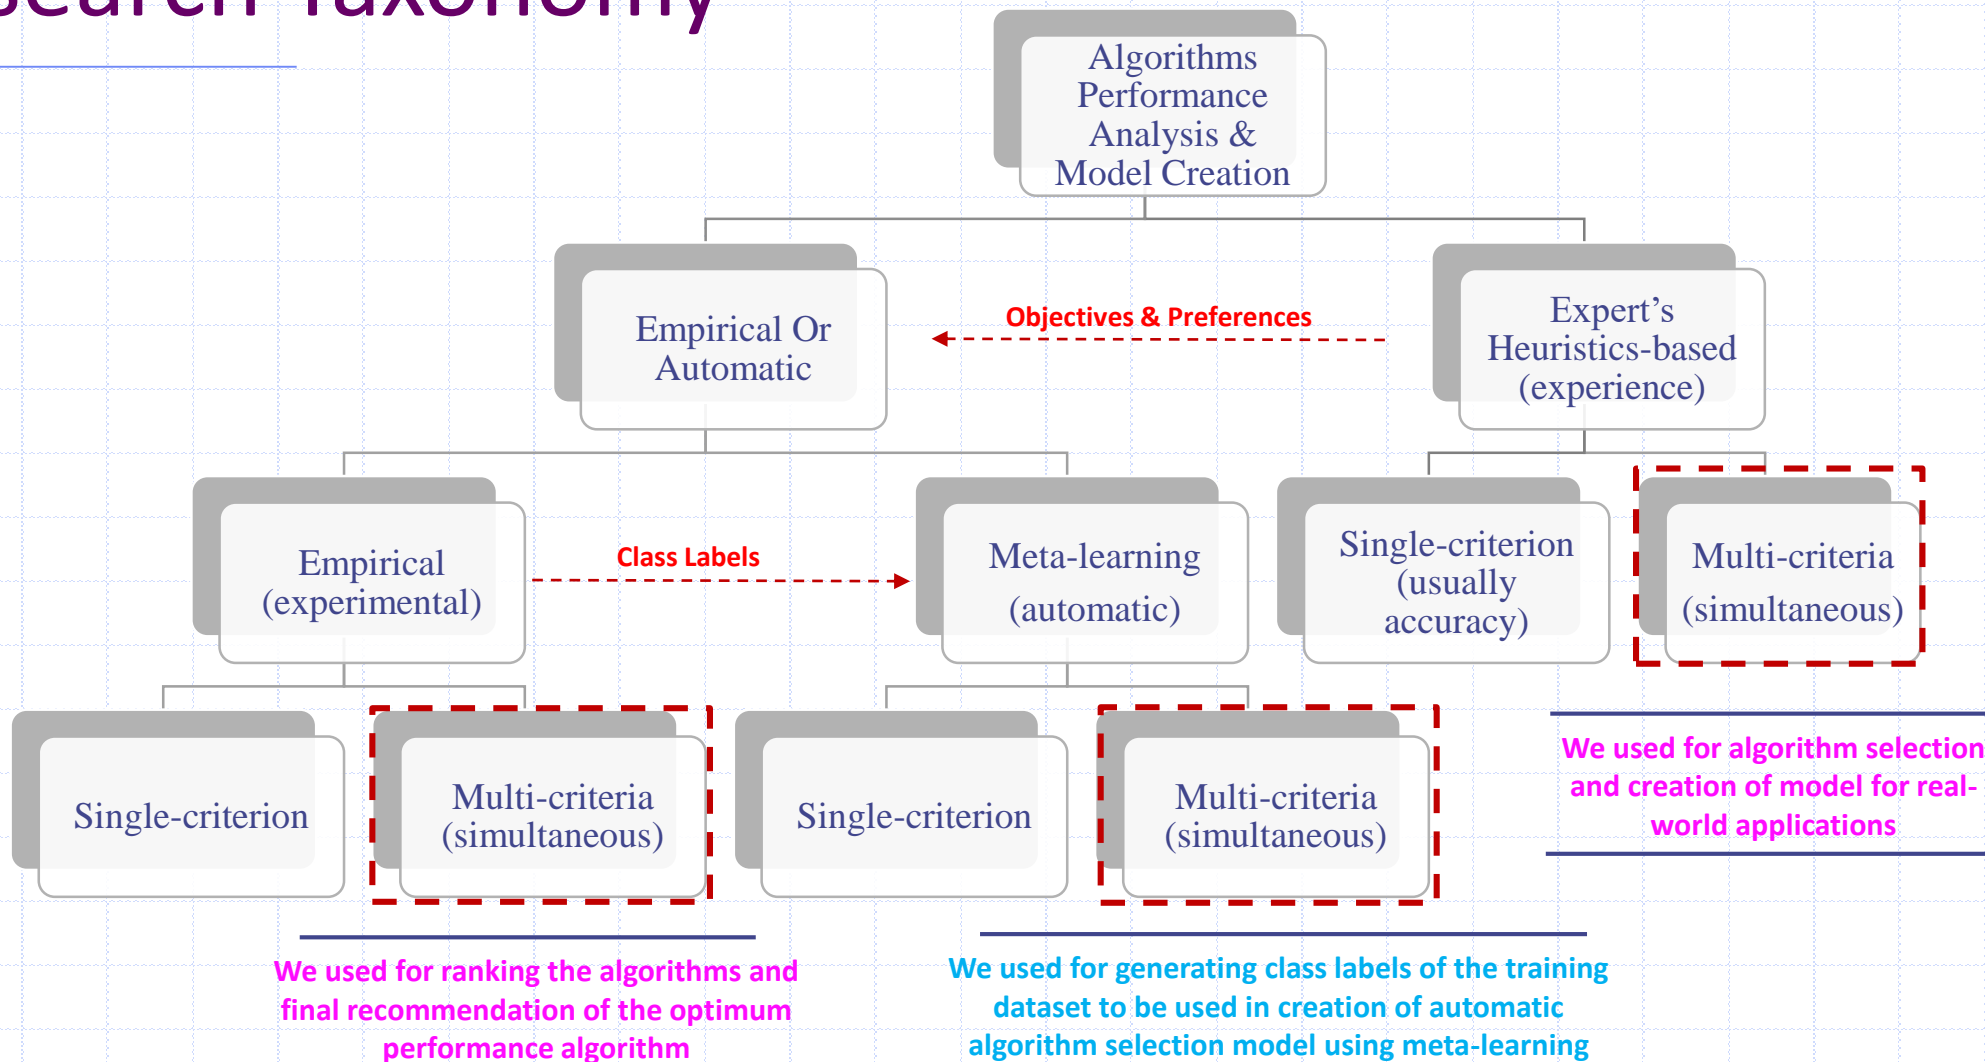 search Taxonomy
Algorithms
Performance
Analysis &
Model Creation
Empirical Or
Automatic
Objectives & Preferences
Expert’s
Heuristics-based
(experience)
Empirical
(experimental)
Class Labels
Meta-learning
(automatic)
Single-criterion
(usually
accuracy)
Multi-criteria
(simultaneous)
Single-criterion
Multi-criteria
(simultaneous)
Single-criterion
Multi-criteria
(simultaneous)
We used for algorithm selection
and creation of model for real-
world applications
We used for ranking the algorithms and
final recommendation of the optimum
performance algorithm
We used for generating class labels of the training
dataset to be used in creation of automatic
algorithm selection model using meta-learning